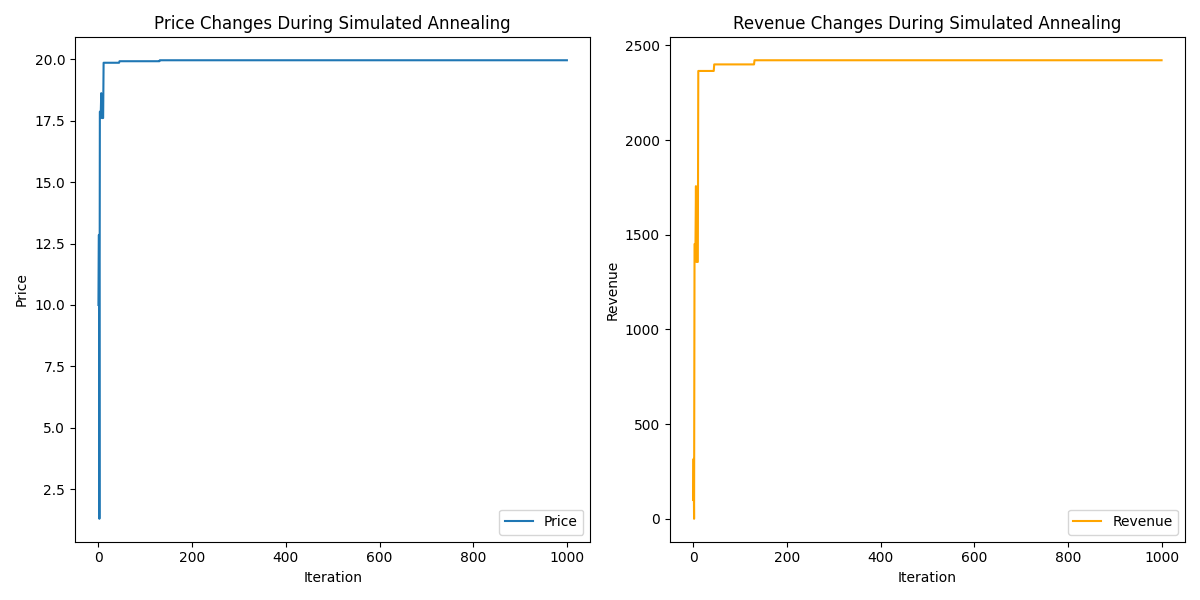 Price Changes During Simulated Annealing
20.0
17.5
15.0
12.5
10.0
7.5
5.0
2.5
Price
0 200 400 600 800 1000
Iteration
Price
Revenue Changes During Simulated Annealing
2500
2000
1500
1000
500
0
Revenue
0 200 400 600 800 1000
Iteration
Revenue